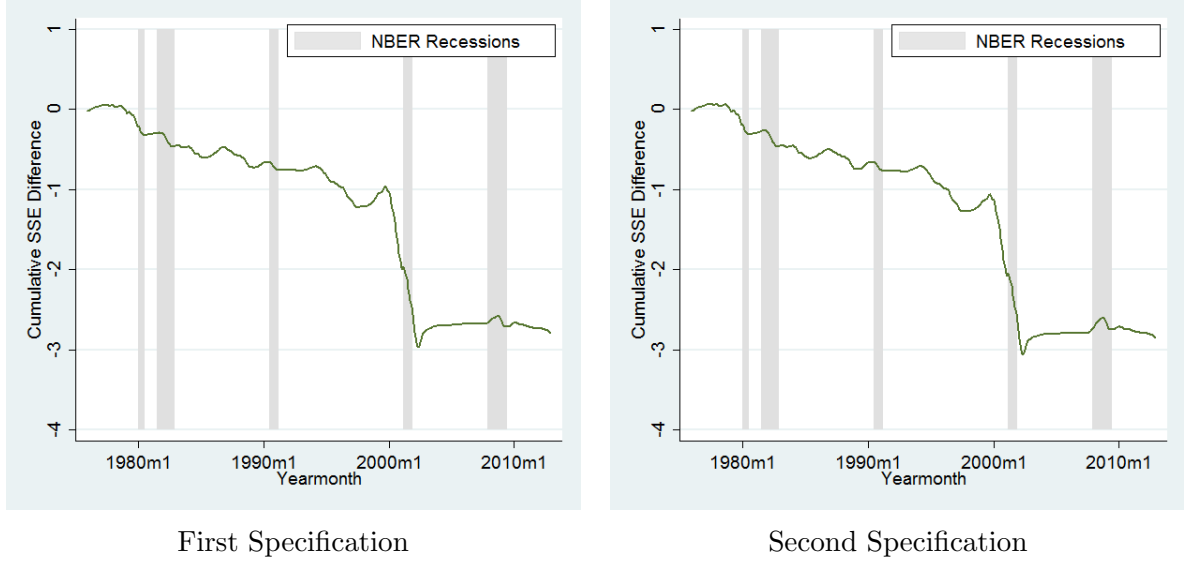 NBER Recessions
Cumulative SSE Difference
1
0
-1
-2
-3
-4
1980m1 1990m1 2000m1 2010m1
Yearmonth
First Specification
NBER Recessions
Cumulative SSE Difference
1
0
-1
-2
-3
-4
1980m1 1990m1 2000m1 2010m1
Yearmonth
Second Specification